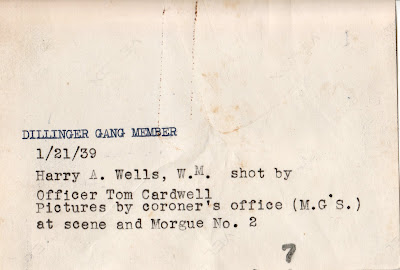 DILLINGER GANG MEMBER
1/21/39
Harry A. Wells, W.M. shot by
Officer Tom Cardwell
Pictures by coroner's office (M.G.S.)
at scene and Morgue No. 2
7